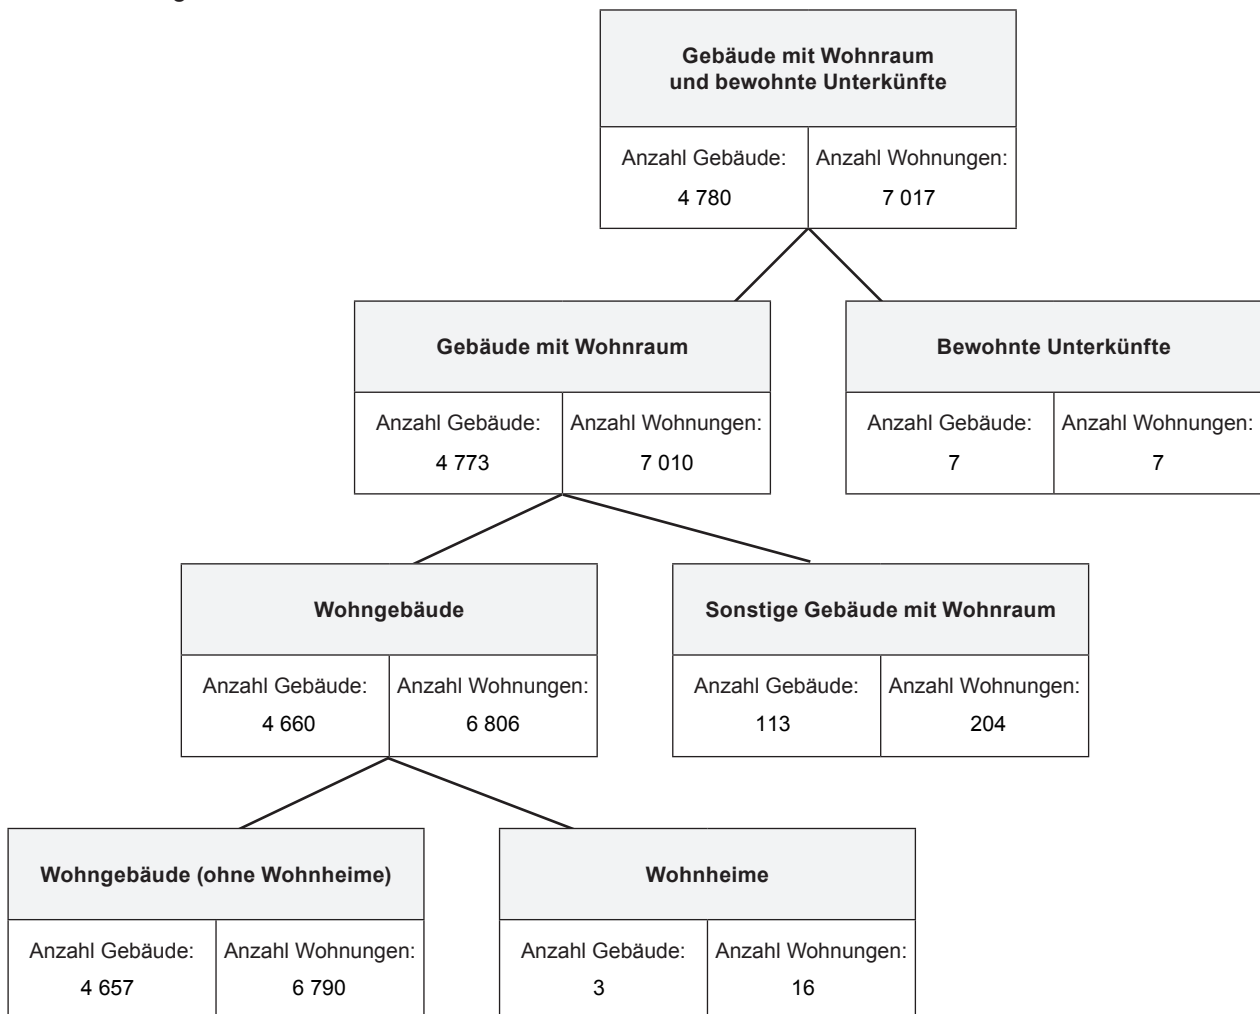 Gebäude mit Wohnraum
und bewohnte Unterkünfte
Anzahl Gebäude: Anzahl Wohnungen:
4 780 7 017
Gebäude mit Wohnraum
Anzahl Gebäude: Anzahl Wohnungen:
4 773 7 010
Bewohnte Unterkünfte
Anzahl Gebäude: Anzahl Wohnungen:
7 7
Wohngebäude
Anzahl Gebäude: Anzahl Wohnungen:
4 660 6 806
Sonstige Gebäude mit Wohnraum
Anzahl Gebäude: Anzahl Wohnungen:
113 204
Wohngebäude (ohne Wohnheime)
Anzahl Gebäude: Anzahl Wohnungen:
4 657 6 790
Wohnheime
Anzahl Gebäude: Anzahl Wohnungen:
3 16